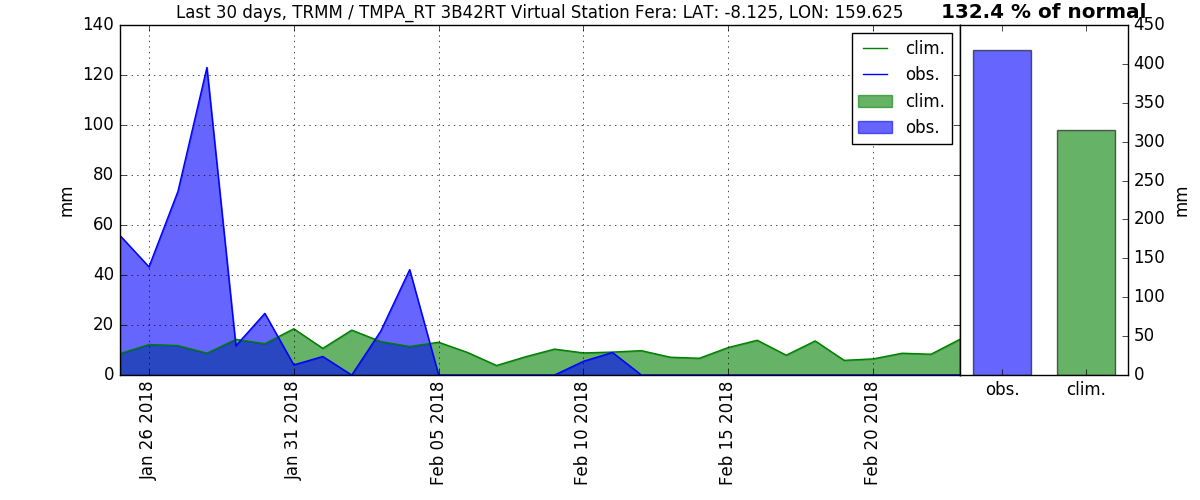 Last 30 days, TRMM / TMPA_RT 3B42RT Virtual Station Fera: LAT: -8.125, LON: 159.625
132.4 % of normal
140
120
100
80
60
40
20
0
mm
clim.
obs.
clim.
obs.
Jan 26 2018
Jan 31 2018
Feb 05 2018
Feb 10 2018
Feb 15 2018
Feb 20 2018
450
400
350
300
250
200
150
100
50
0
mm
obs. clim.